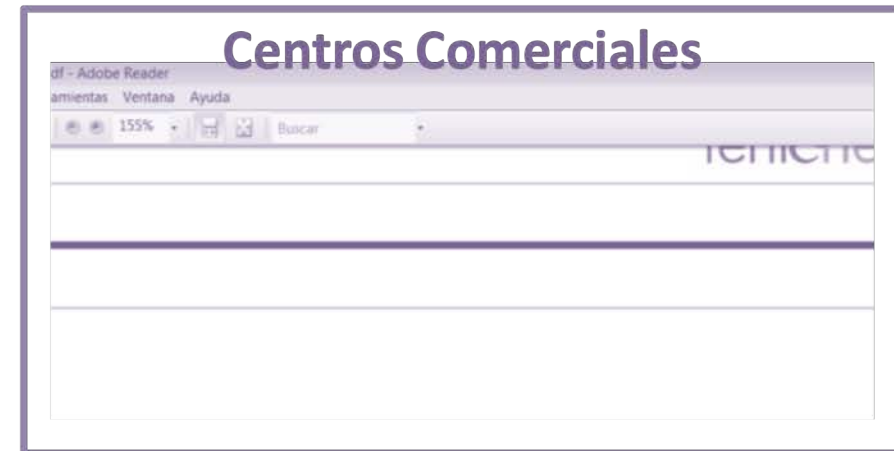 Centros Comerciales
df - Adobe Reader
amientas Ventana Ayuda
155% Buscar